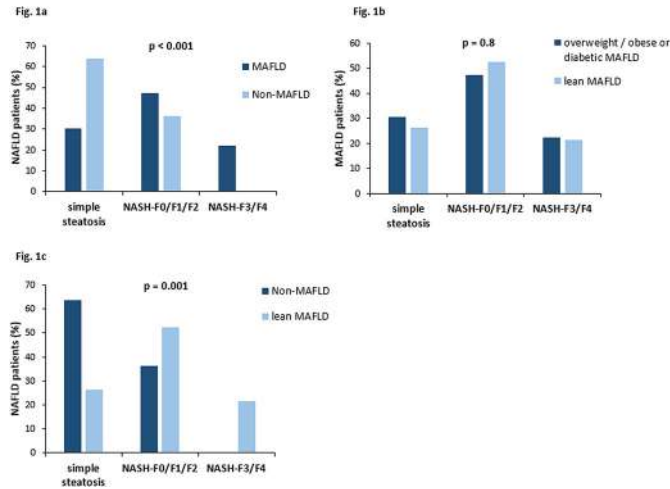 Fig. 1a
NAFLD patients (%)
70
60
50
40
30
20
10
0
p < 0.001
MAFLD
Non-MAFLD
simple
steatosis
NASH-F0/F1/F2
NASH-F3/F4
Fig. 1b
MAFLD patients (%)
60
50
40
30
20
10
0
p = 0.8
overweight / obese or
diabetic MAFLD
lean MAFLD
simple
steatosis
NASH-F0/F1/F2
NASH-F3/F4
Fig. 1c
NAFLD patients (%)
70
60
50
40
30
20
10
0
p = 0.001
Non-MAFLD
lean MAFLD
simple
steatosis
NASH-F0/F1/F2
NASH-F3/F4